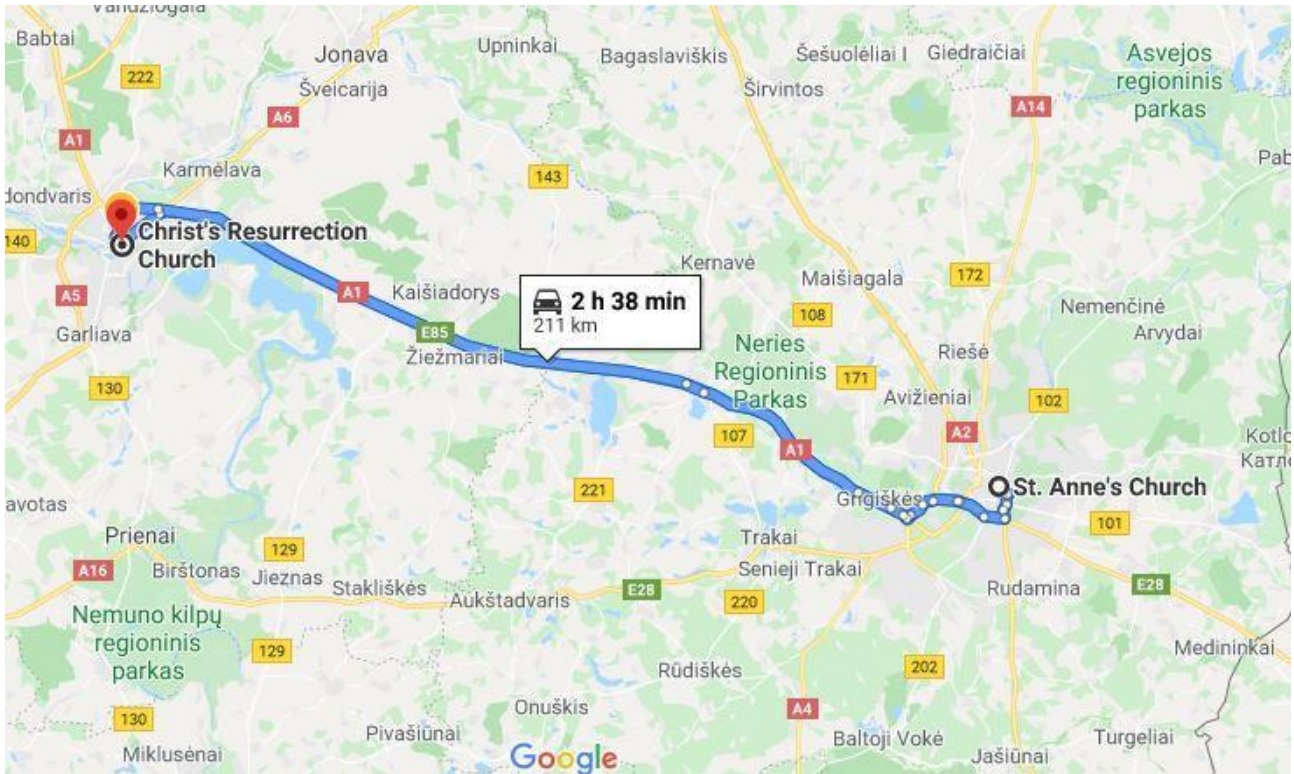 Vandžiogala
Babtai
Jonava
Upninkai
Bagaslaviškis
Šešuolėliai I
Giedraičiai
Asvejos
regioninis
parkas
222
Šveicarija
Širvintos
A14
A6
A1
Karmėlava
143
Pab
dondvaris
140
Christ's Resurrection
Church
Kernavė
Maišiagala
172
A5
A1
Kaišiadorys
2 h 38 min
211 km
Nemenčinė
108
Garliava
E85
Arvydai
Žiežmariai
Neries
Regioninis
Parkas
Riešė
130
171
Avižieniai
102
107
A2
A1
Kotlo
Катло
221
Grigiškės
St. Anne's Church
avotas
101
Prienai
Trakai
129
A16
Birštonas
Jieznas
Senieji Trakai
Stakliškės
E28
Rudamina
E28
Aukštadvaris
220
Nemuno kilpų
regioninis
parkas
129
Medininkai
Rūdiškės
202
Onuškis
A4
130
Pivašiūnai
Miklusėnai
Google
Baltoji Vokė
Turgeliai
Jašiūnai